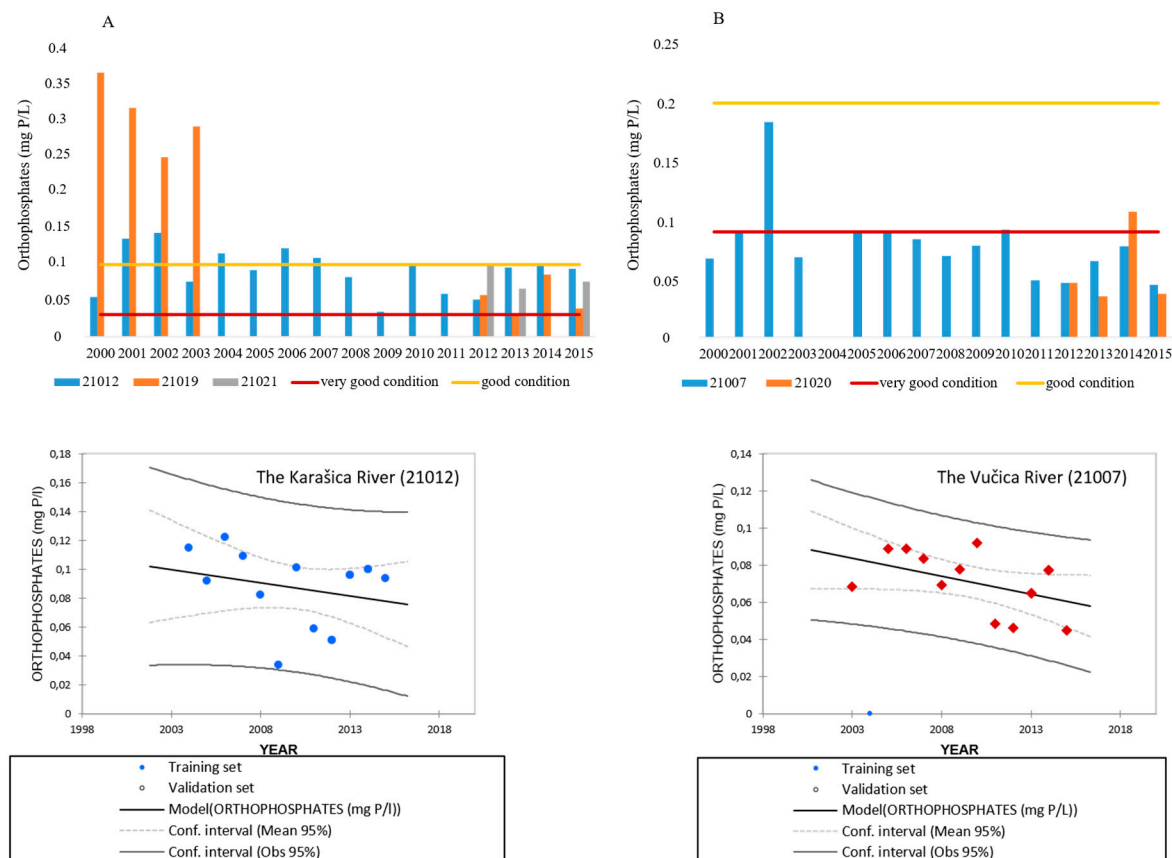 A
Orthophosphates (mg P/L)
0.4
0.35
0.3
0.25
0.2
0.15
0.1
0.05
0
2000 2001 2002 2003 2004 2005 2006 2007 2008 2009 2010 2011 2012 2013 2014 2015
21012 21019 21021 very good condition good condition
B
Orthophosphates (mg P/L)
0.25
0.2
0.15
0.1
0.05
0
2000 2001 2002 2003 2004 2005 2006 2007 2008 2009 2010 2011 2012 2013 2014 2015
21007 21020 very good condition good condition
The Karašica River (21012)
ORTHOPHOSPHATES (mg P/l)
0,18
0,16
0,14
0,12
0,1
0,08
0,06
0,04
0,02
0
1998 2003 2008 2013 2018
YEAR
Training set
Validation set
Model(ORTHOPHOSPHATES (mg P/l))
Conf. interval (Mean 95%)
Conf. interval (Obs 95%)
The Vučica River (21007)
ORTHOPHOSPHATES (mg P/L)
0,14
0,12
0,1
0,08
0,06
0,04
0,02
0
1998 2003 2008 2013 2018
YEAR
Training set
Validation set
Model(ORTHOPHOSPHATES (mg P/L))
Conf. interval (Mean 95%)
Conf. interval (Obs 95%)